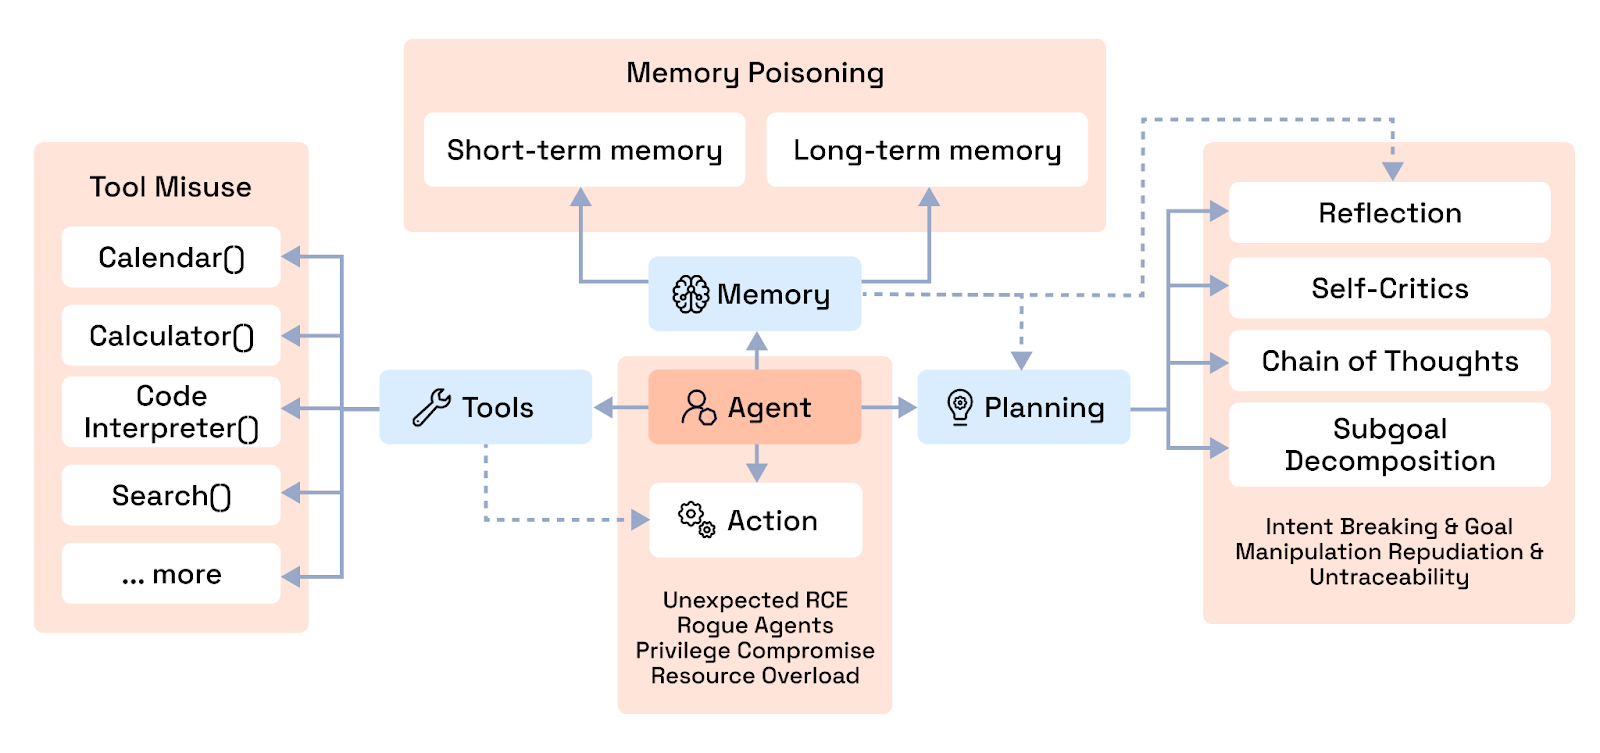 Memory Poisoning
Short-term memory
Long-term memory
Tool Misuse
Calendar()
Calculator()
Code
Interpreter()
Search()
... more
Memory
Tools
Agent
Planning
Action
Unexpected RCE
Rogue Agents
Privilege Compromise
Resource Overload
Reflection
Self-Critics
Chain of Thoughts
Subgoal
Decomposition
Intent Breaking & Goal
Manipulation Repudiation &
Untraceability